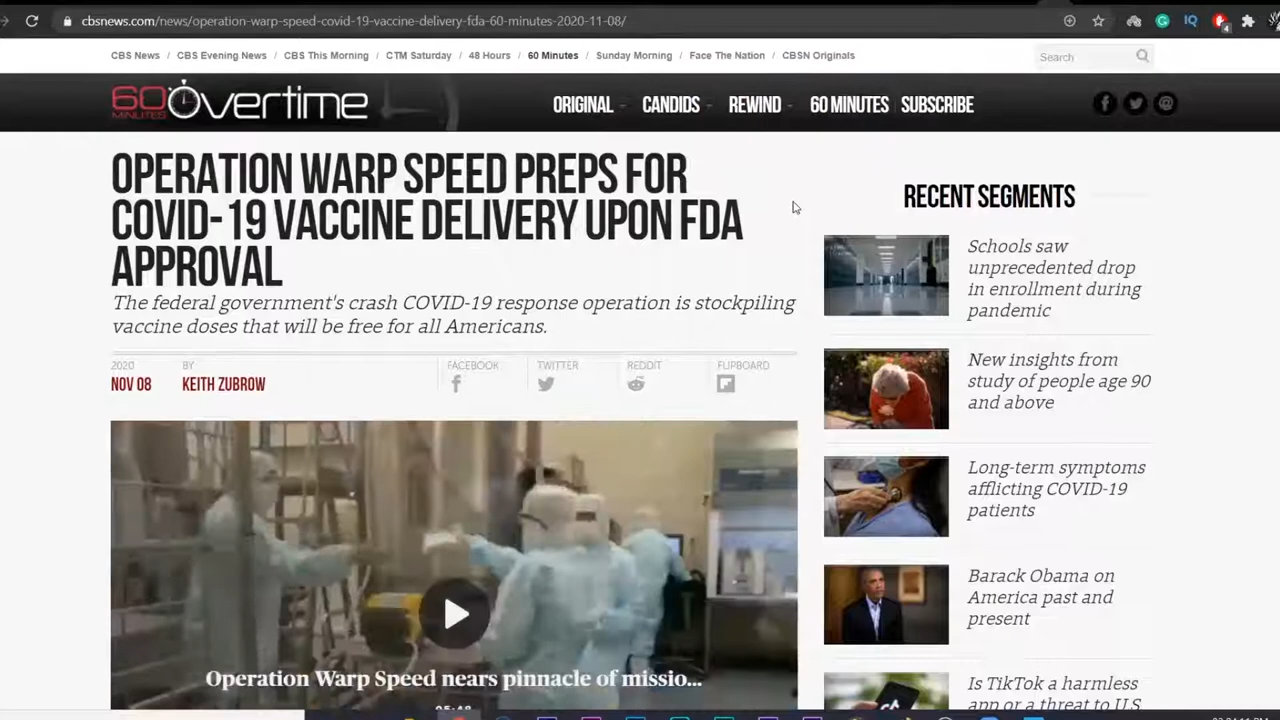 cbsnews.com/news/operation-warp-speed-covid-19-vaccine-delivery-fda-60-minutes-2020-11-08/
4
CBS News / CBS Evening News / CBS This Morning / CTM Saturday / 48 Hours / 60 Minutes / Sunday Morning / Face The Nation / CBSN Originals
Search
60 MINUTES Overtime
ORIGINAL CANDIDS REWIND 60 MINUTES SUBSCRIBE
OPERATION WARP SPEED PREPS FOR
COVID-19 VACCINE DELIVERY UPON FDA
APPROVAL
The federal government's crash COVID-19 response operation is stockpiling
vaccine doses that will be free for all Americans.
2020 BY FACEBOOK TWITTER REDDIT FLIPBOARD
NOV 08 KEITH ZUBROW
Operation Warp Speed nears pinnacle of missio...
RECENT SEGMENTS
Schools saw
unprecedented drop
in enrollment during
pandemic
New insights from
study of people age 90
and above
Long-term symptoms
afflicting COVID-19
patients
Barack Obama on
America past and
present
Is TikTok a harmless
app or a threat to U.S.